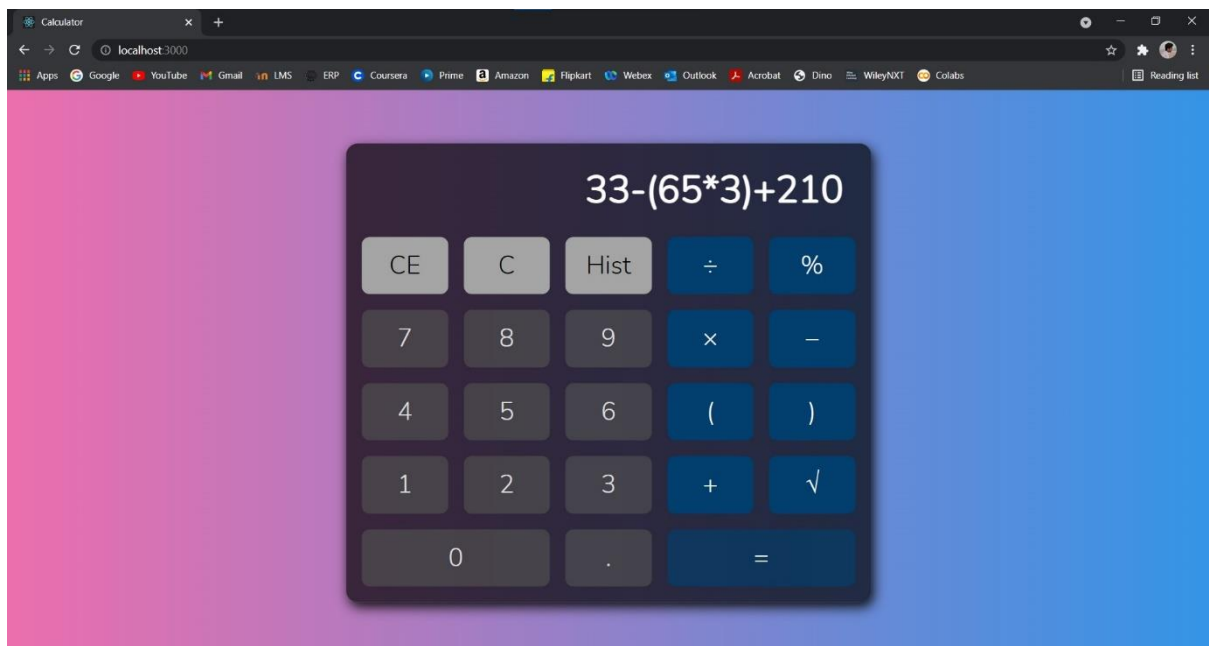 Calculator
localhost:3000
Apps Google YouTube Gmail LMS ERP Coursera Prime Amazon Flipkart Webex Outlook Acrobat Dino WileyNXT Colabs Reading list
33-(65*3)+210
CE C Hist ÷ %
7 8 9 × −
4 5 6 ( )
1 2 3 + √
0 . =